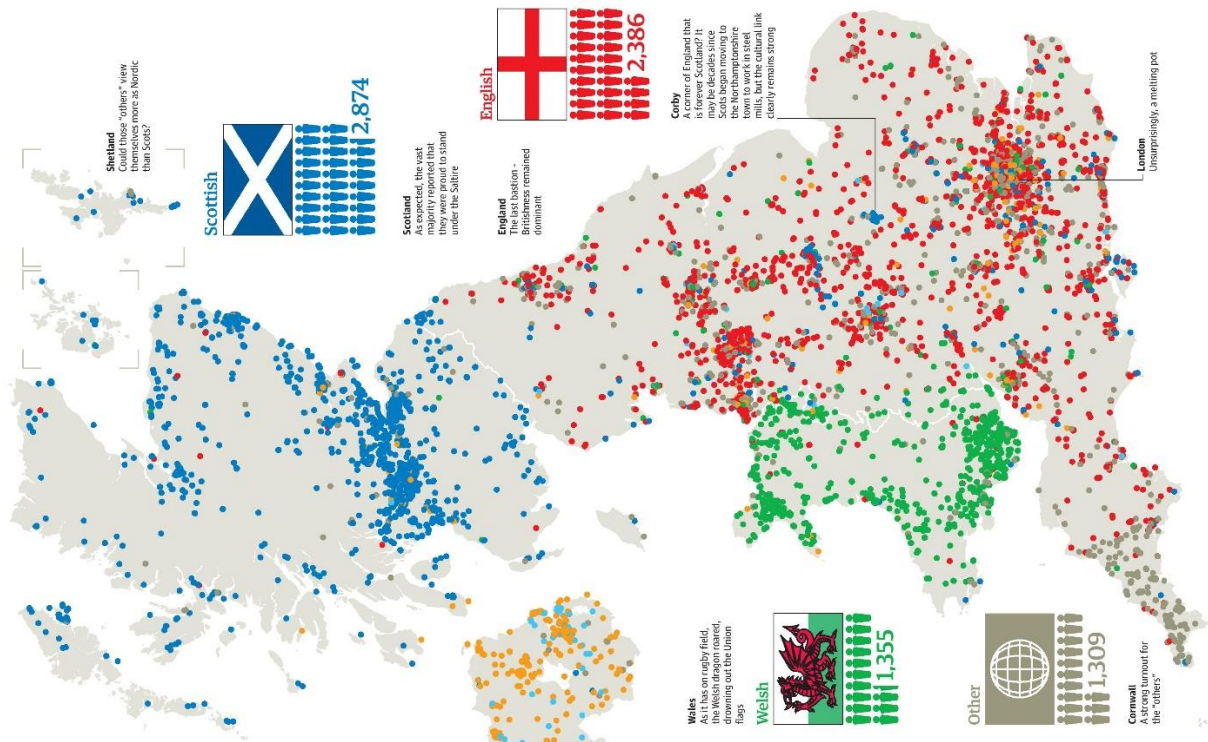 Shetland
Could those "others" view
themselves more as Nordic
than Scots?
Scottish
2,874
Scotland
As expected, the vast
majority reported that
they were proud to stand
under the Saltire
English
2,386
England
The last bastion -
Britishness remained
dominant
Corby
A corner of England that
is forever Scotland? It
may be decades since
Scots began moving to
the Northamptonshire
town to work in steel
mills, but the cultural link
clearly remains strong
London
Unsurprisingly, a melting pot
Wales
As it has on rugby field,
the Welsh dragon roared,
drowning out the Union
flags
Welsh
1,355
Other
1,309
Cornwall
A strong turnout for
the "others"